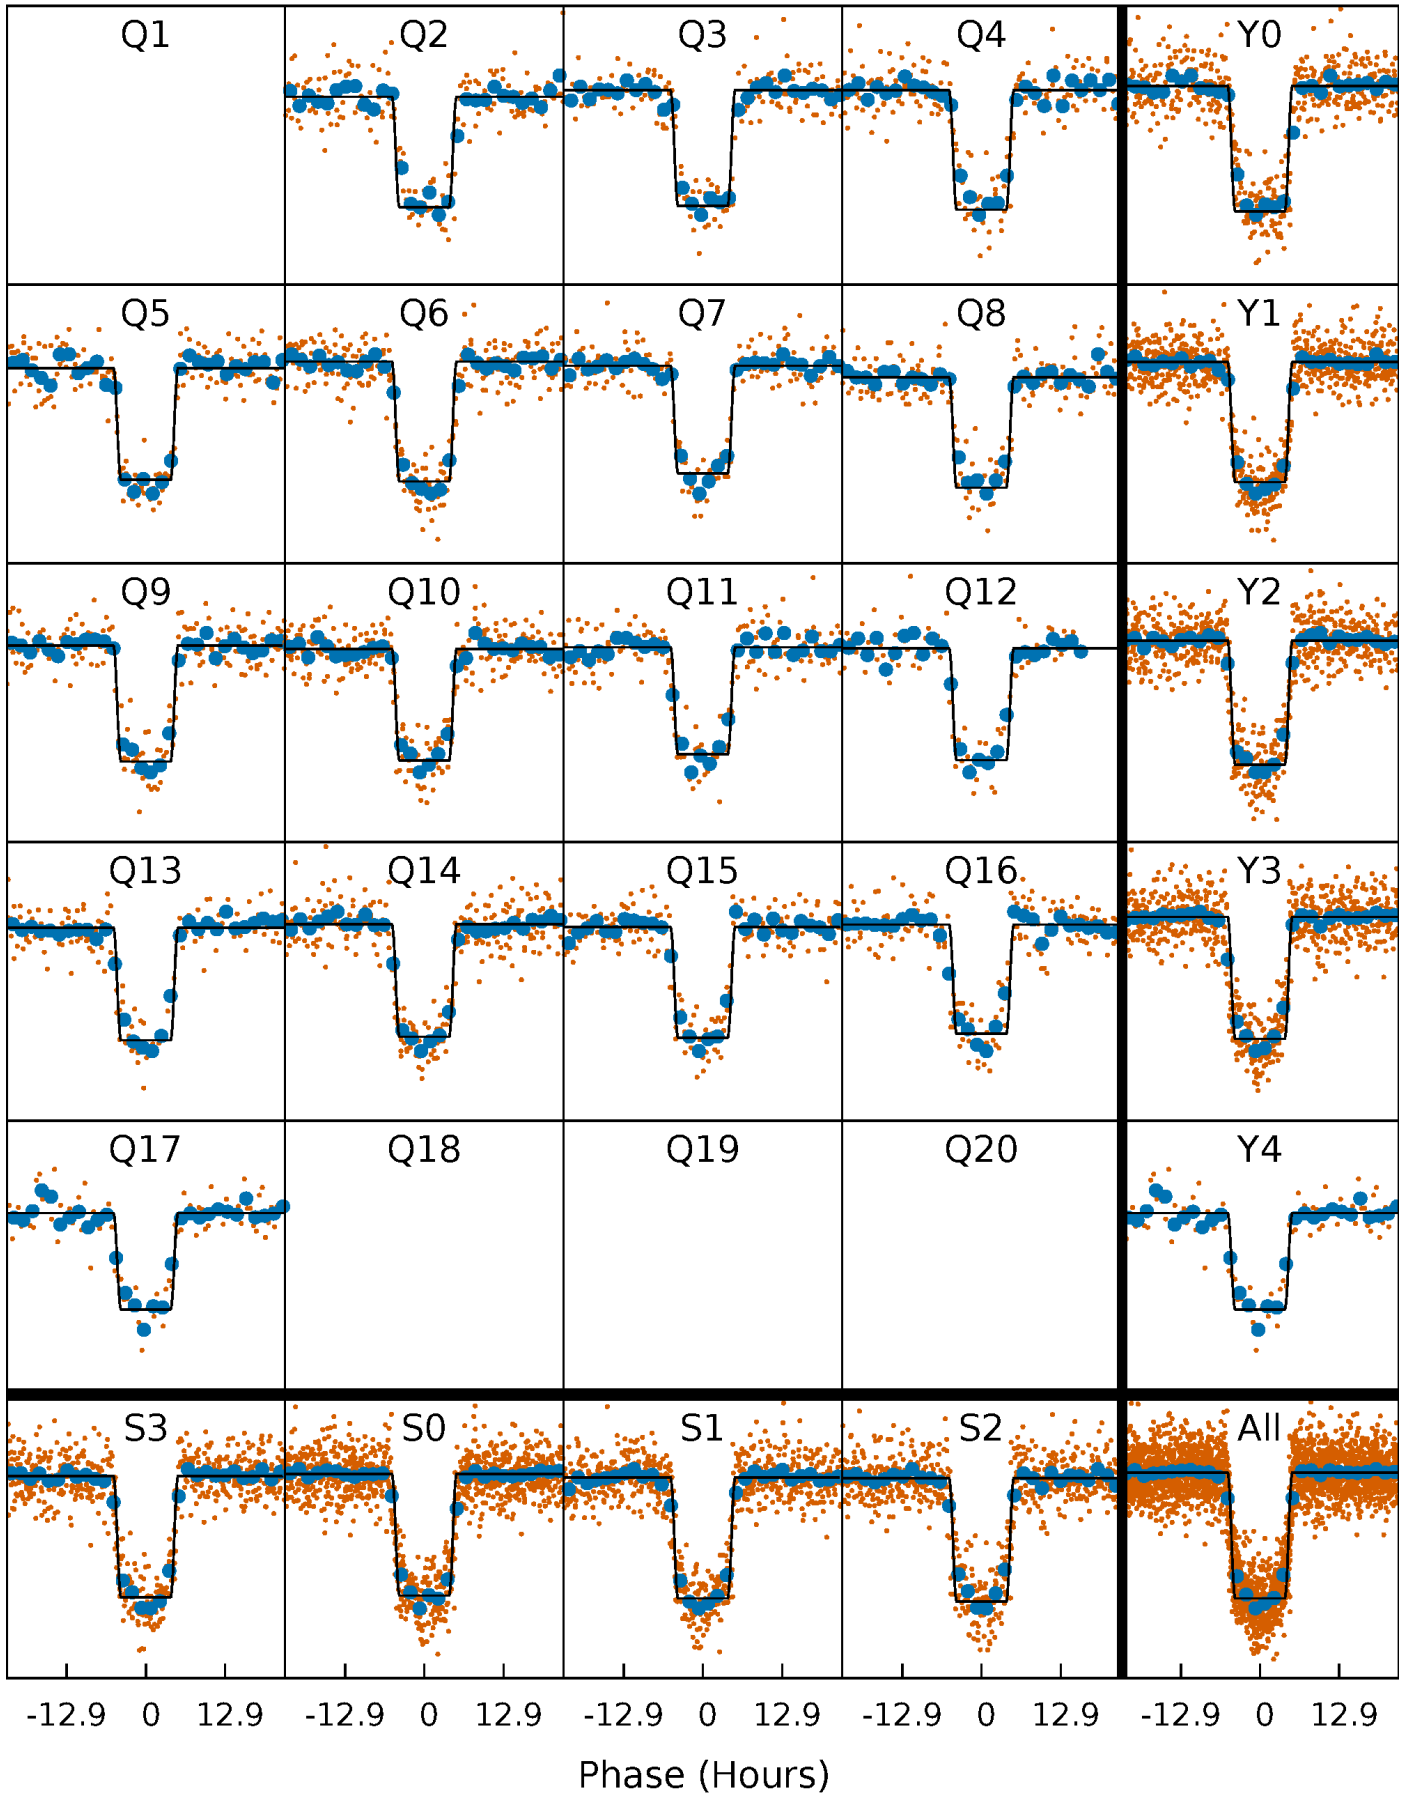 Q1 Q2 Q3 Q4 Y0
Q5 Q6 Q7 Q8 Y1
Q9 Q10 Q11 Q12 Y2
Q13 Q14 Q15 Q16 Y3
Q17 Q18 Q19 Q20 Y4
S3 S0 S1 S2 All
-12.9 0 12.9 -12.9 0 12.9 -12.9 0 12.9 -12.9 0 12.9 -12.9 0 12.9
Phase (Hours)